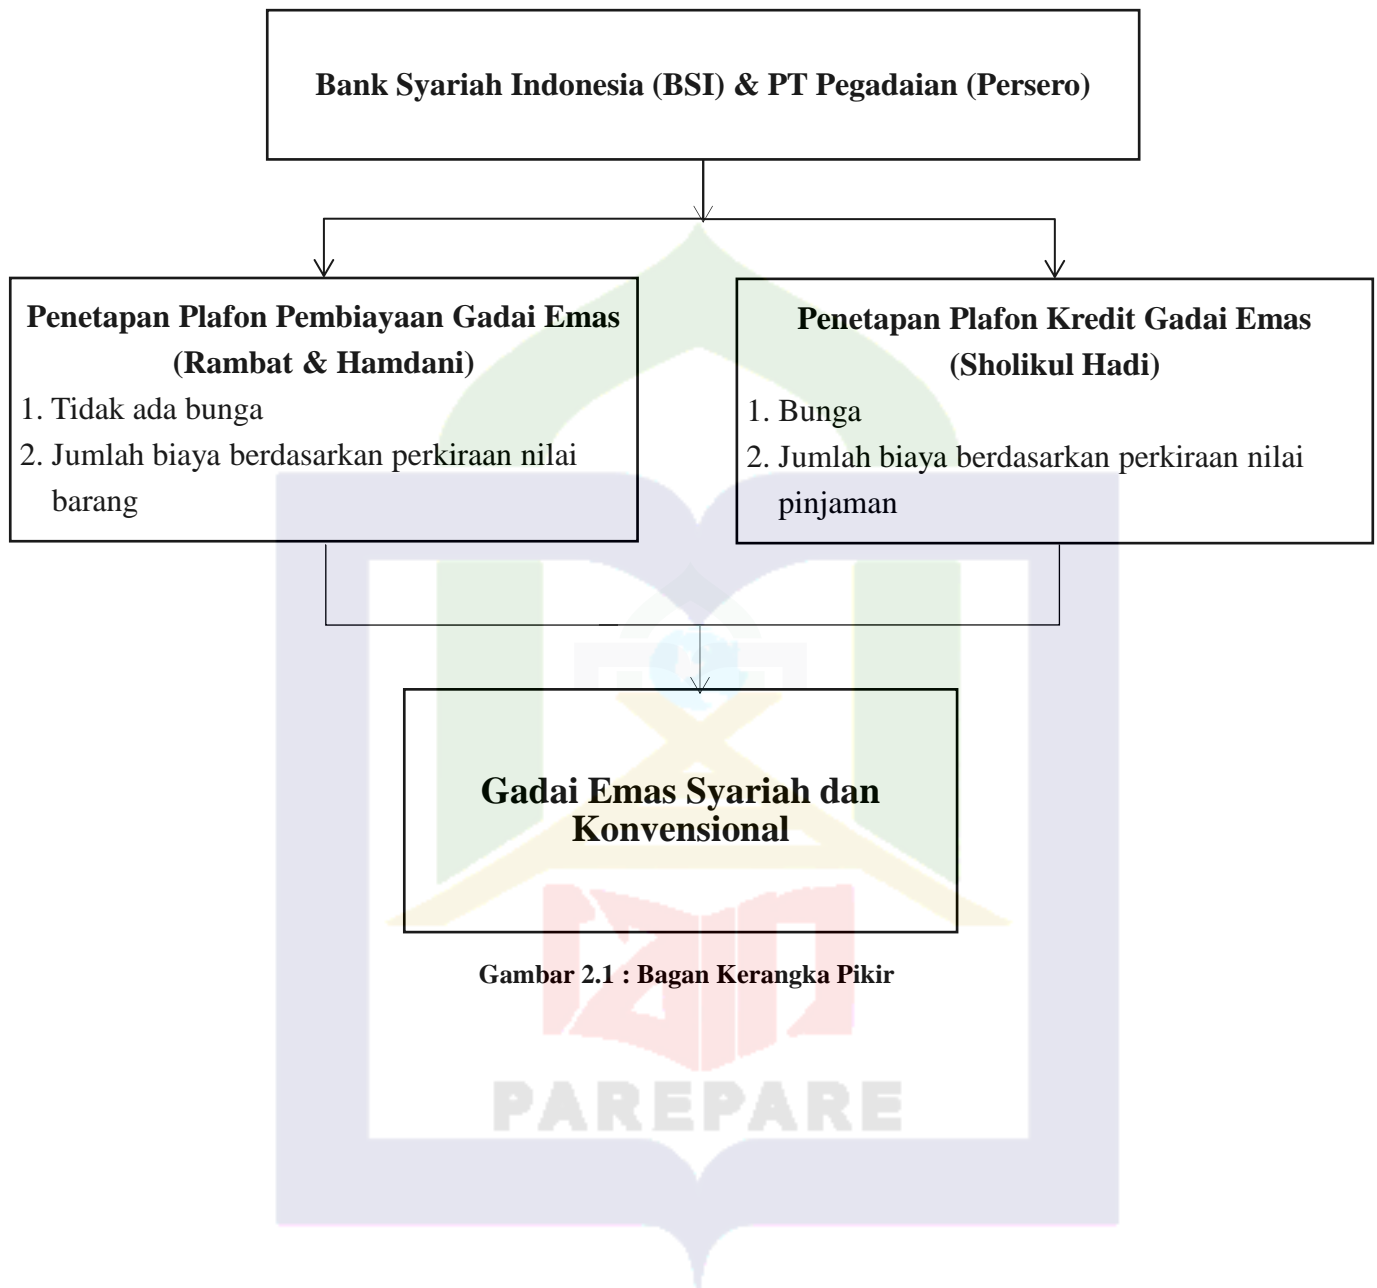 Bank Syariah Indonesia (BSI) & PT Pegadaian (Persero)
Penetapan Plafon Pembiayaan Gadai Emas
(Rambat & Hamdani)
1. Tidak ada bunga
2. Jumlah biaya berdasarkan perkiraan nilai
barang
Penetapan Plafon Kredit Gadai Emas
(Sholikul Hadi)
1. Bunga
2. Jumlah biaya berdasarkan perkiraan nilai
pinjaman
Gadai Emas Syariah dan
Konvensional
Gambar 2.1 : Bagan Kerangka Pikir
iain
PAREPARE